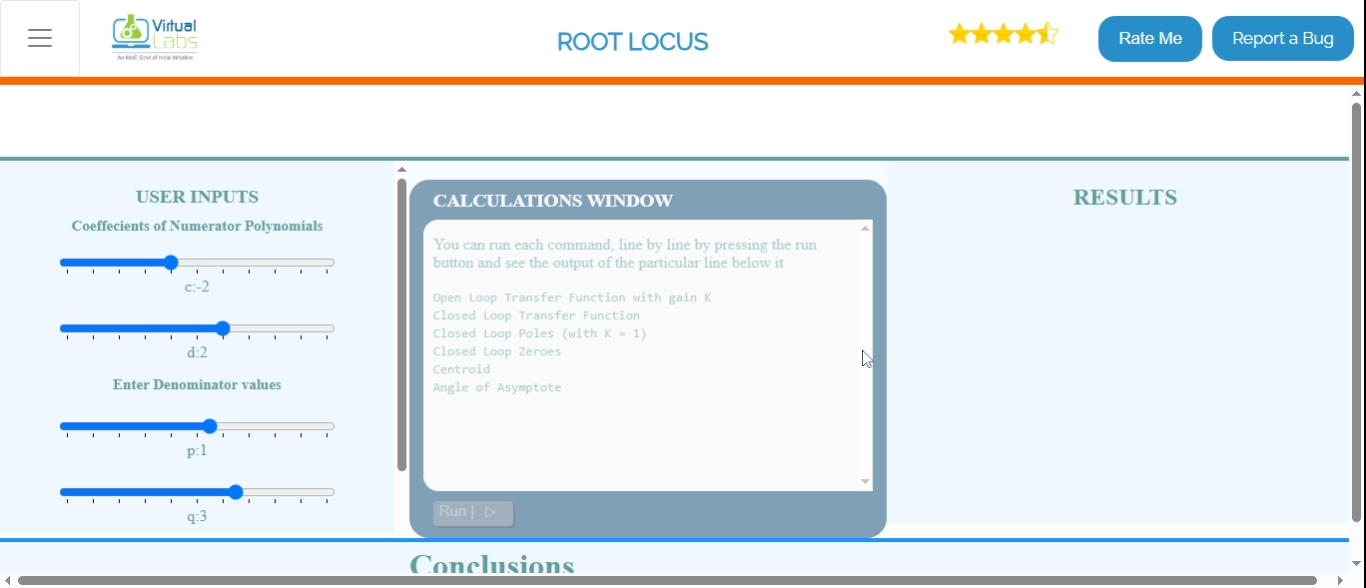 Virtual
Labs
An MoE Govt of India Initiative
ROOT LOCUS
Rate Me
Report a Bug
USER INPUTS
Coeffecients of Numerator Polynomials
c:-2
d:2
Enter Denominator values
p:1
q:3
CALCULATIONS WINDOW
You can run each command, line by line by pressing the run
button and see the output of the particular line below it
Open Loop Transfer Function with gain K
Closed Loop Transfer Function
Closed Loop Poles (with K = 1)
Closed Loop Zeroes
Centroid
Angle of Asymptote
Run |
RESULTS
Conclusions